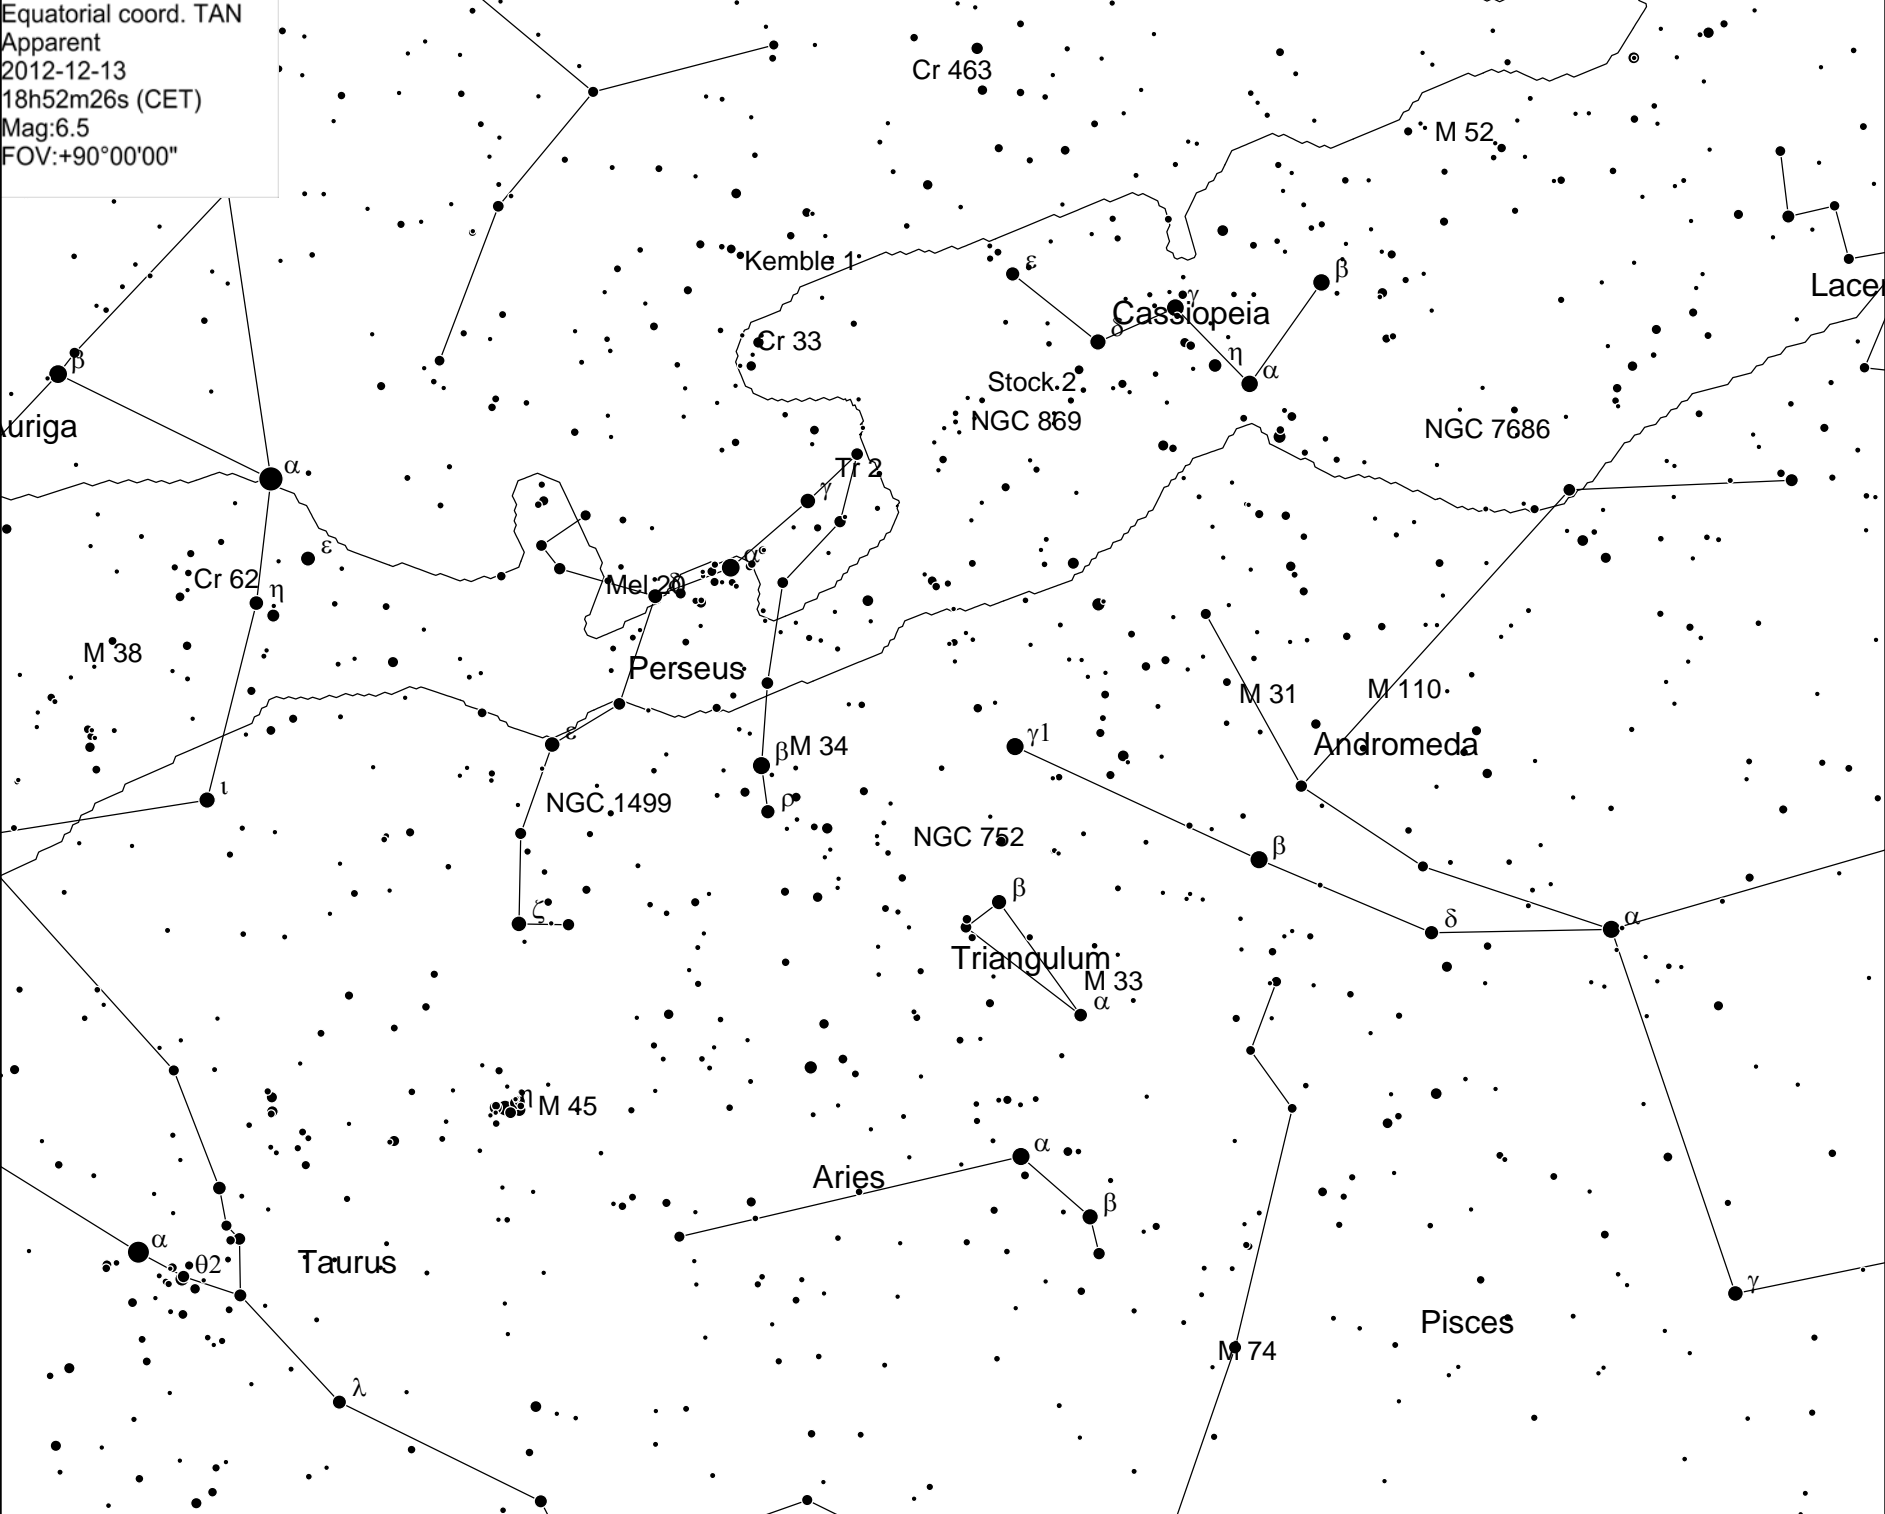 Equatorial coord. TAN
Apparent
2012-12-13
18h52m26s (CET)
Mag:6.5
FOV:+90°00'00"
Cr 463
M 52
Kemble 1
ε
β
γ
Cassiopeia
δ
Lacer
Cr 33
β
η
α
Stock 2
NGC 869
uriga
NGC 7686
α
Tr 2
γ
ε
α
Cr 62
η
Mel 20
δ
M 38
Perseus
M 31
M 110
ε
β
M 34
γ1
Andromeda
ι
NGC 1499
ρ
NGC 752
β
β
ζ
δ
α
Triangulum
M 33
α
η
M 45
α
Aries
β
α
θ2
Taurus
γ
Pisces
M 74
λ